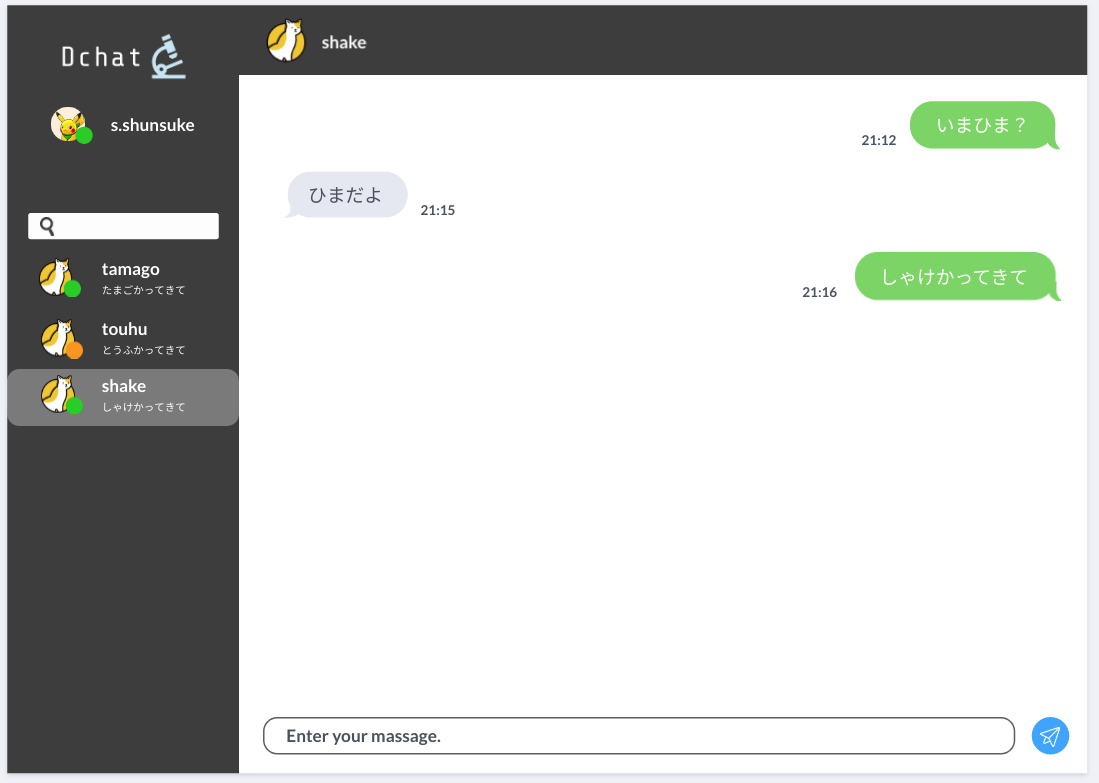 Dchat
s.shunsuke
tamago
たまごかってきて
touhu
とうふかってきて
shake
しゃけかってきて
shake
いまひま？
21:12
ひまだよ
21:15
しゃけかってきて
21:16
Enter your massage.